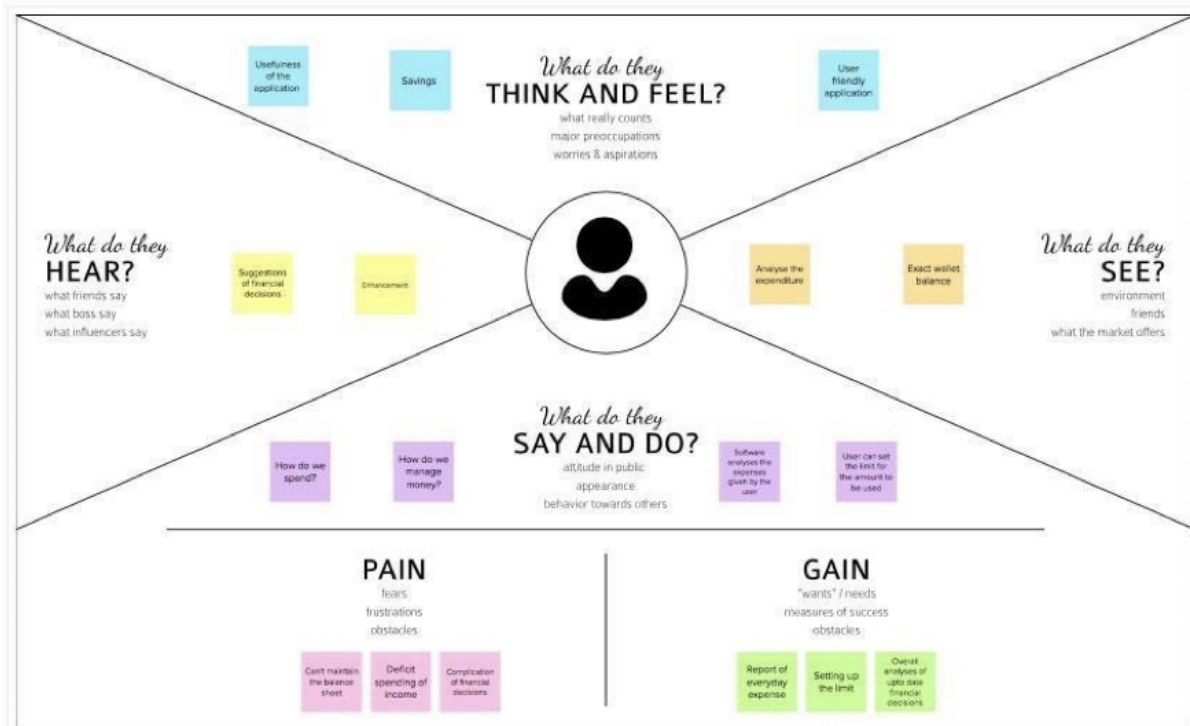 What do they
THINK AND FEEL?
what really counts
major preoccupations
worries & aspirations
Usefulness
of the
application
Savings
User
friendly
application
What do they
HEAR?
what friends say
what boss say
what influencers say
Suggestions
of financial
decisions
Enhancement
Analyse the
expenditure
Exact wallet
balance
What do they
SEE?
environment
friends
what the market offers
What do they
SAY AND DO?
attitude in public
appearance
behavior towards others
How do we
spend?
How do we
manage
money?
Software
analyses the
expenses
given by the
user
User can set
the limit for
the amount to
be used
PAIN
fears
frustrations
obstacles
Can't maintain
the balance
sheet
Deficit
spending of
income
Complication
of financial
decisions
GAIN
"wants" / needs
measures of success
obstacles
Report of
everyday
expense
Setting up
the limit
Overall
analyses of
upto date
financial
decisions